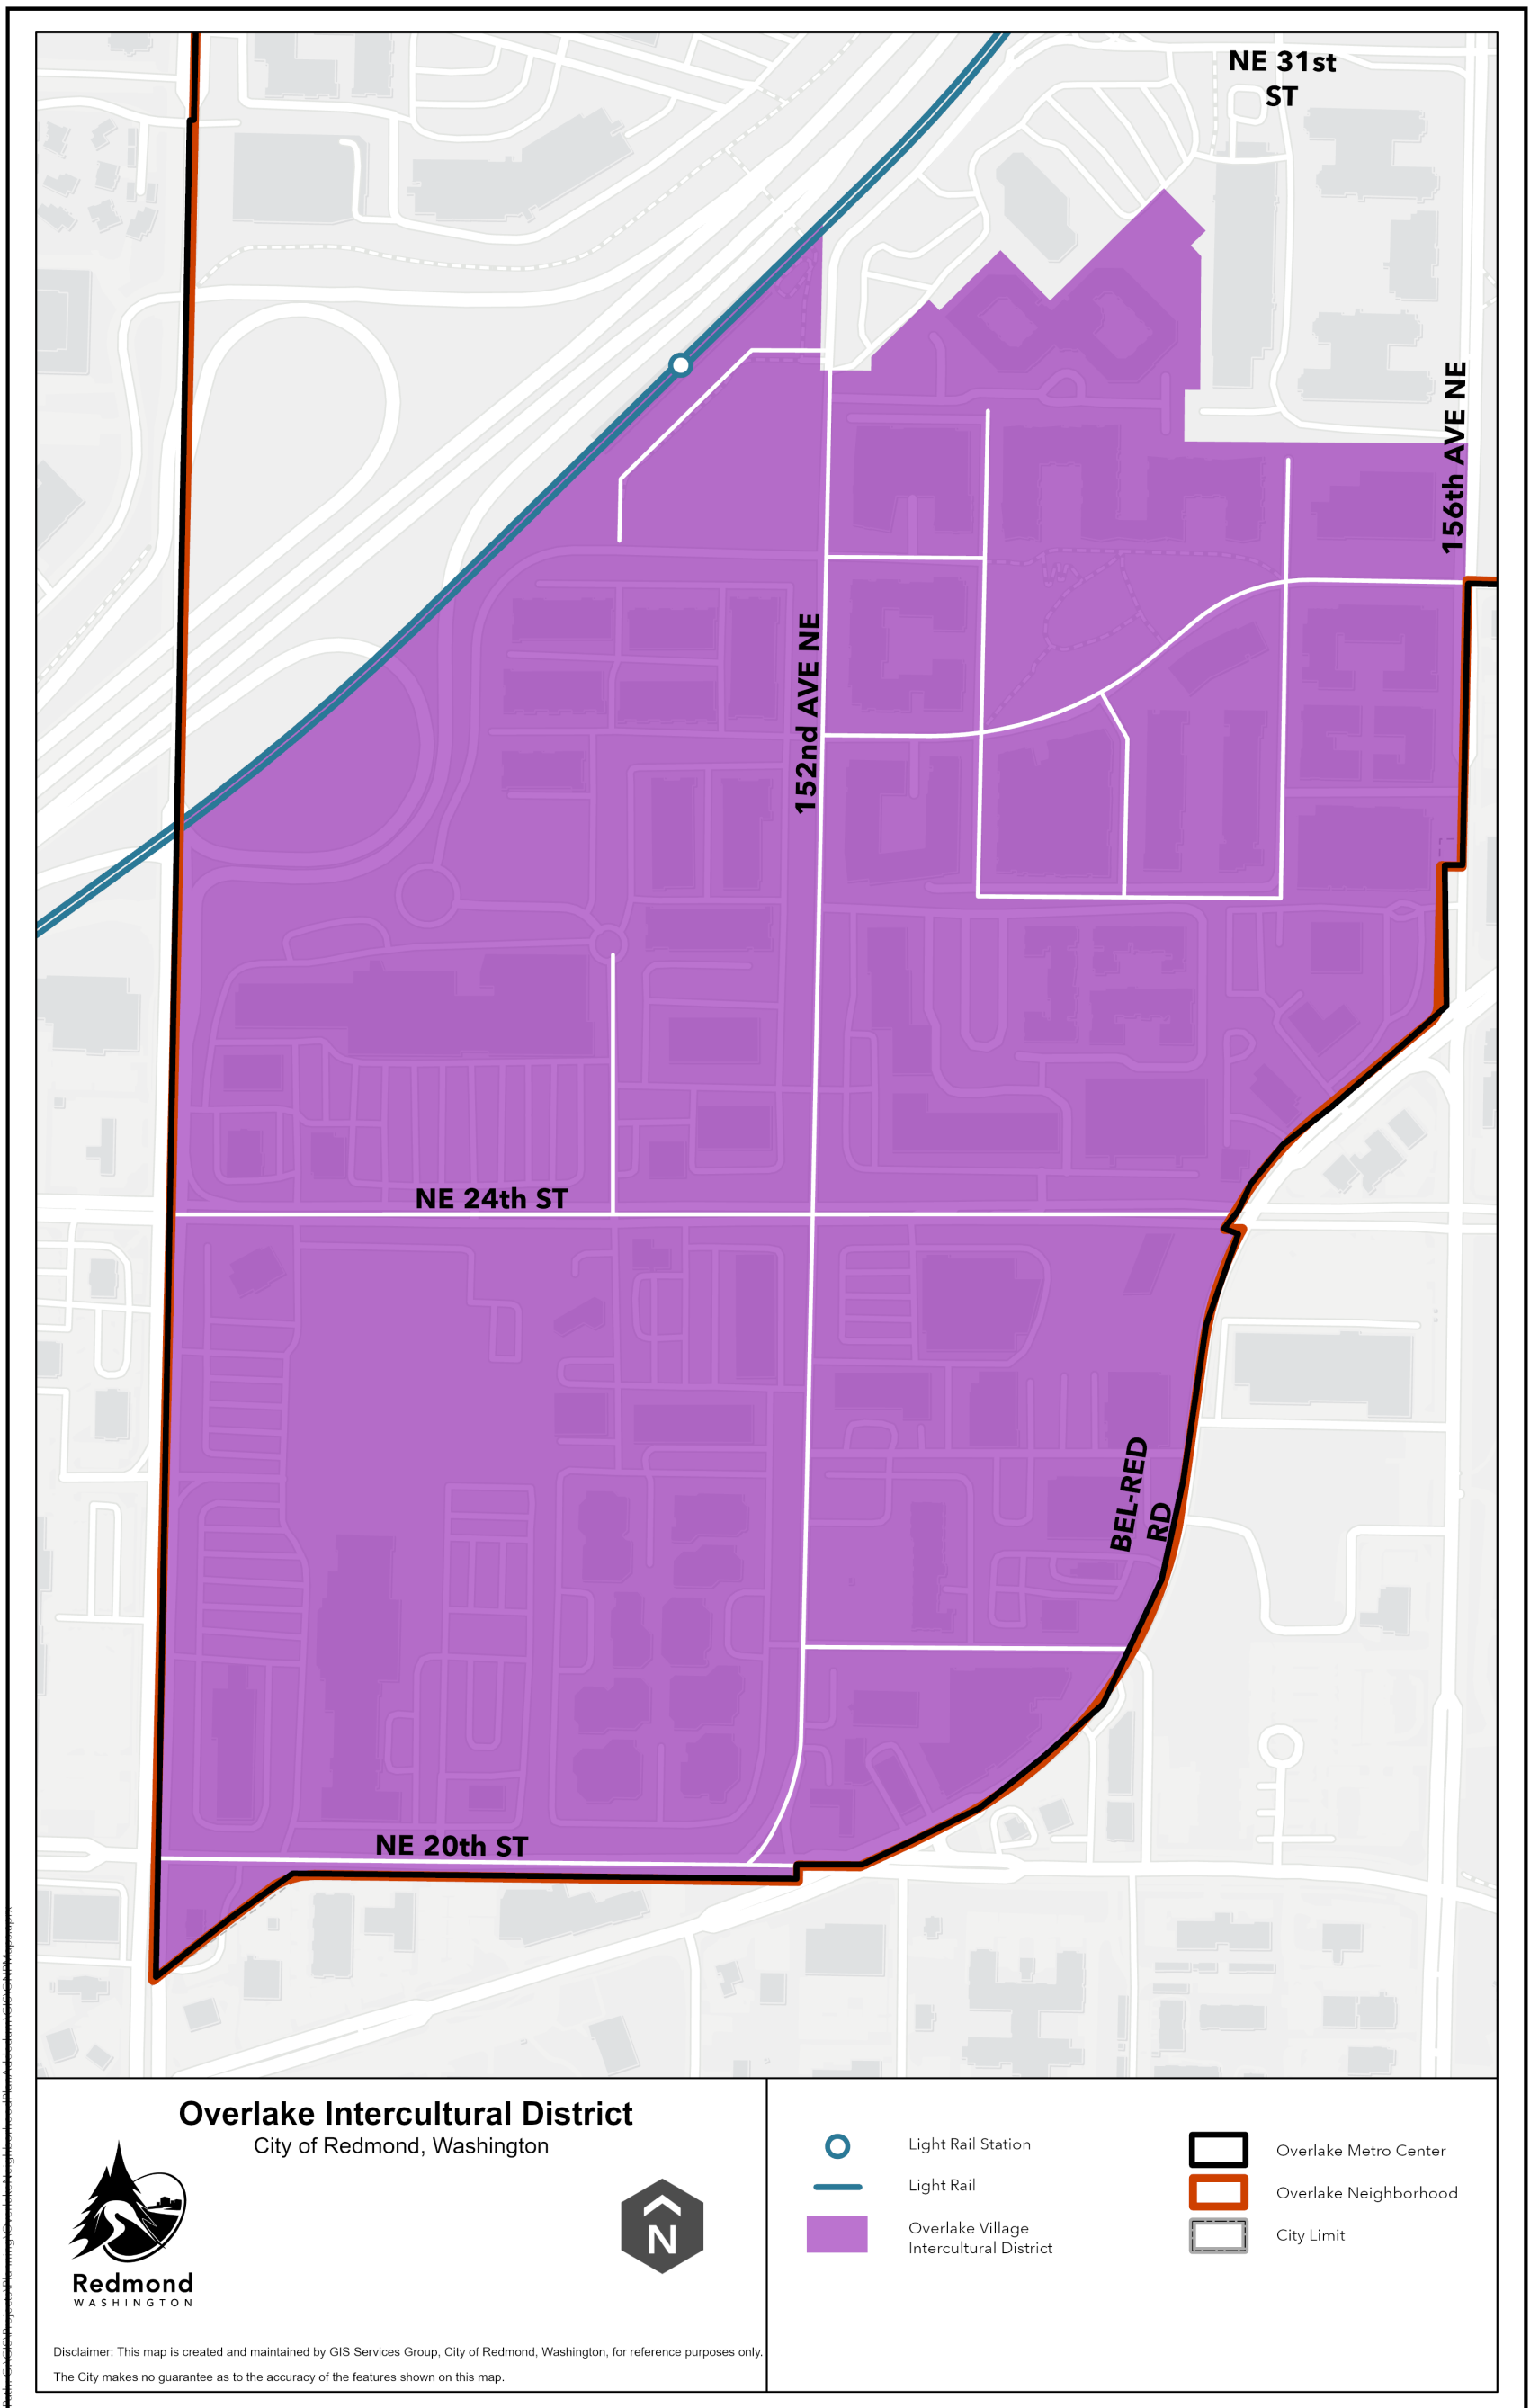 NE 31st
ST
156th AVE NE
152nd AVE NE
NE 24th ST
BEL-RED
RD
NE 20th ST
Overlake Intercultural District
City of Redmond, Washington
Redmond
WASHINGTON
N
Disclaimer: This map is created and maintained by GIS Services Group, City of Redmond, Washington, for reference purposes only.
The City makes no guarantee as to the accuracy of the features shown on this map.
Light Rail Station
Light Rail
Overlake Village
Intercultural District
Overlake Metro Center
Overlake Neighborhood
City Limit